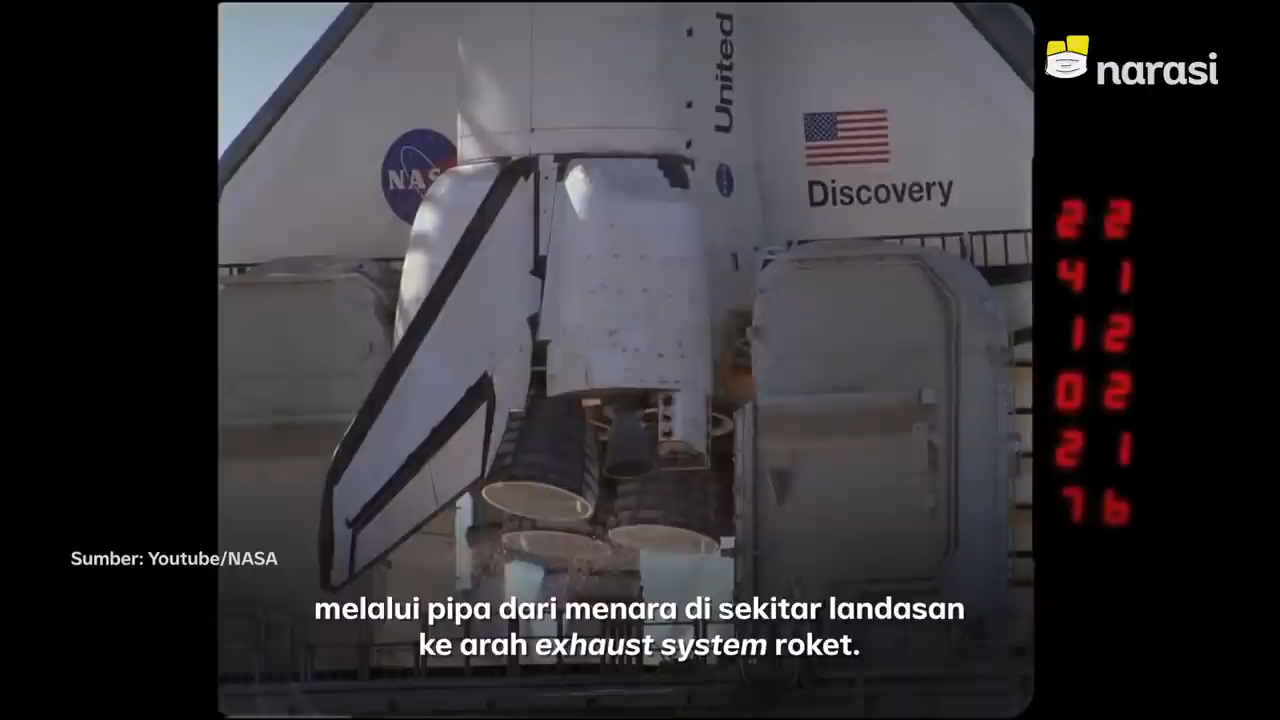 narasi
United
NASA
Discovery
2 2
4 1
1 2
0 2
2 1
7 6
Sumber: Youtube/NASA
melalui pipa dari menara di sekitar landasan
ke arah exhaust system roket.